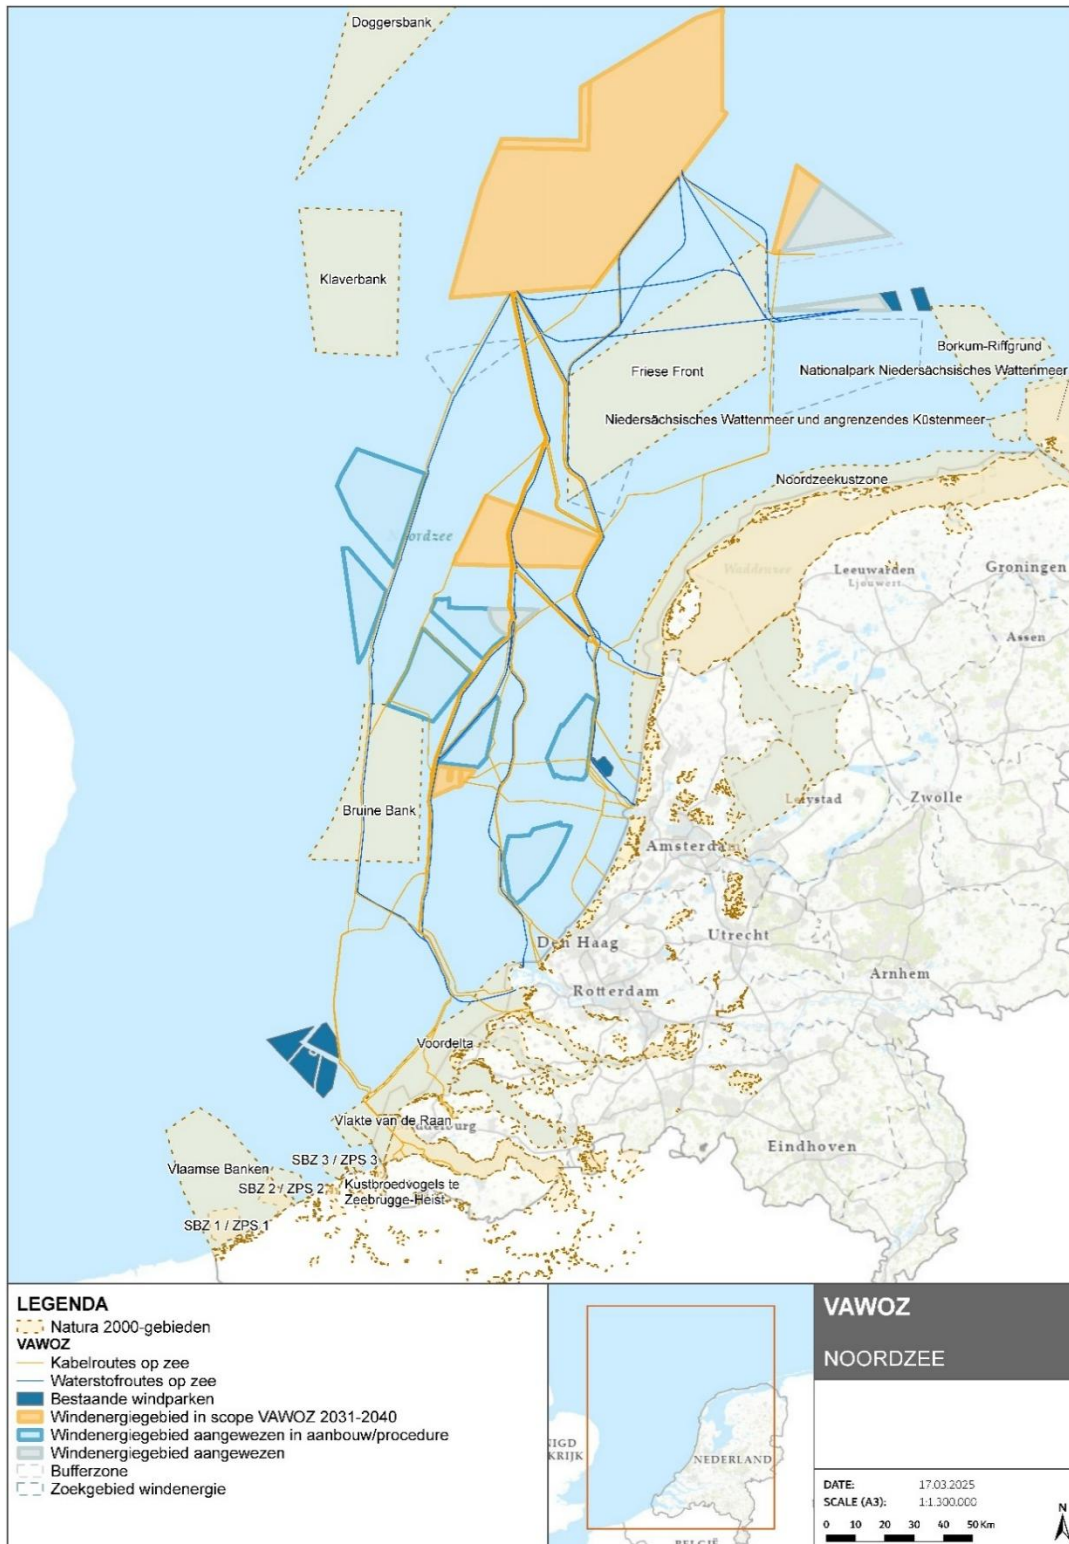 Doggersbank
Klaverbank
Borkum-Riffgrund
Friese Front
Nationalpark Niedersächsisches Wattenmeer
Niedersächsisches Wattenmeer und angrenzendes Küstenmeer
Noordzeekustzone
Waddenzee
Leeuwarden
Ljouwert
Groningen
Assen
Bruine Bank
Lelystad
Zwolle
Amsterdam
Den Haag
Utrecht
Arnhem
Rotterdam
Voordelta
Vlakte van de Raan
Eindhoven
SBZ 3 / ZPS 3
Vlaamse Banken
SBZ 2 / ZPS 2
Kustbroedvogels te
Zeebrugge-Heist
SBZ 1 / ZPS 1
LEGENDA
Natura 2000-gebieden
VAWOZ
Kabelroutes op zee
Waterstofroutes op zee
Bestaande windparken
Windenergiegebied in scope VAWOZ 2031-2040
Windenergiegebied aangewezen in aanbouw/procedure
Windenergiegebied aangewezen
Bufferzone
Zoekgebied windenergie
NIGD
KRIJK
NEDERLAND
BELGIË
VAWOZ
NOORDZEE
DATE: 17.03.2025
SCALE (A3): 1:1.300.000
0 10 20 30 40 50 Km
N